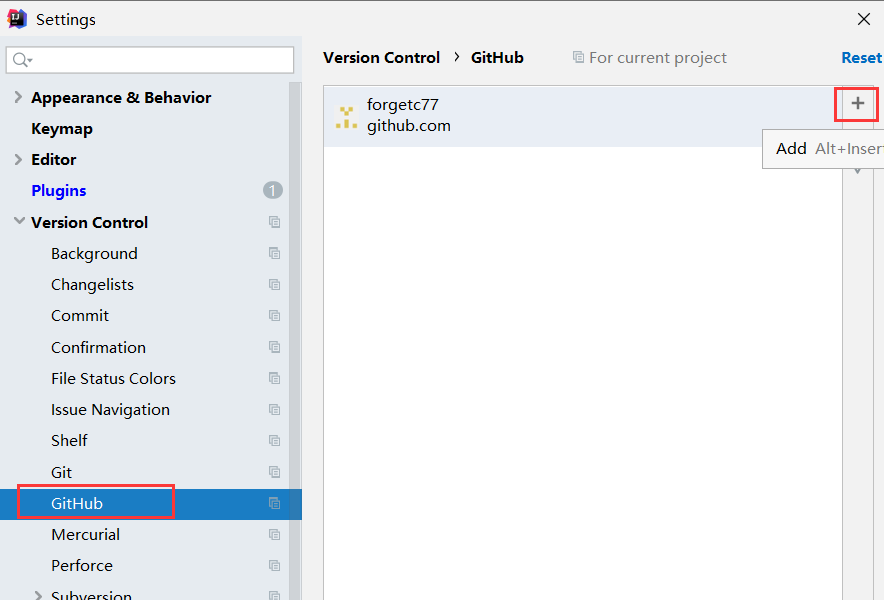 Settings
Version Control > GitHub
For current project
Reset
Appearance & Behavior
Keymap
Editor
Plugins
1
Version Control
Background
Changelists
Commit
Confirmation
File Status Colors
Issue Navigation
Shelf
Git
GitHub
Mercurial
Perforce
Subversion
forgetc77
github.com
Add Alt+Inser